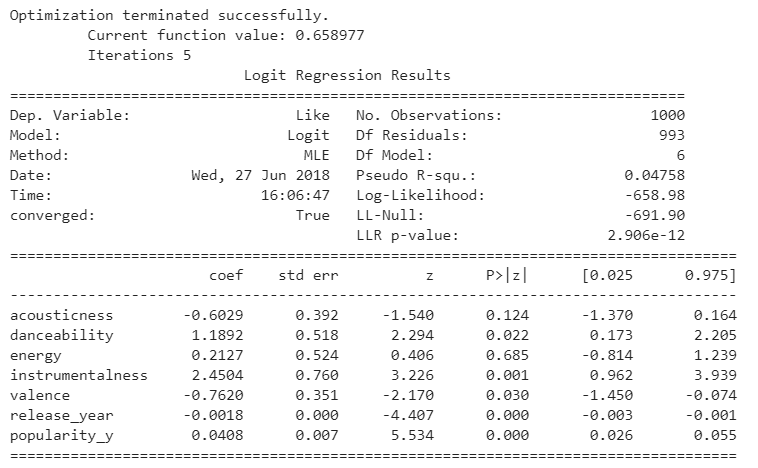 Optimization terminated successfully.
         Current function value: 0.658977
         Iterations 5
                           Logit Regression Results
==============================================================================
Dep. Variable:                   Like   No. Observations:                 1000
Model:                          Logit   Df Residuals:                      993
Method:                           MLE   Df Model:                            6
Date:                Wed, 27 Jun 2018   Pseudo R-squ.:                 0.04758
Time:                        16:06:47   Log-Likelihood:                -658.98
converged:                       True   LL-Null:                       -691.90
                                        LLR p-value:                 2.906e-12
====================================================================================
                       coef    std err          z      P>|z|      [0.025      0.975]
------------------------------------------------------------------------------------
acousticness        -0.6029      0.392     -1.540      0.124      -1.370       0.164
danceability         1.1892      0.518      2.294      0.022       0.173       2.205
energy               0.2127      0.524      0.406      0.685      -0.814       1.239
instrumentalness     2.4504      0.760      3.226      0.001       0.962       3.939
valence             -0.7620      0.351     -2.170      0.030      -1.450      -0.074
release_year        -0.0018      0.000     -4.407      0.000      -0.003      -0.001
popularity_y         0.0408      0.007      5.534      0.000       0.026       0.055
====================================================================================